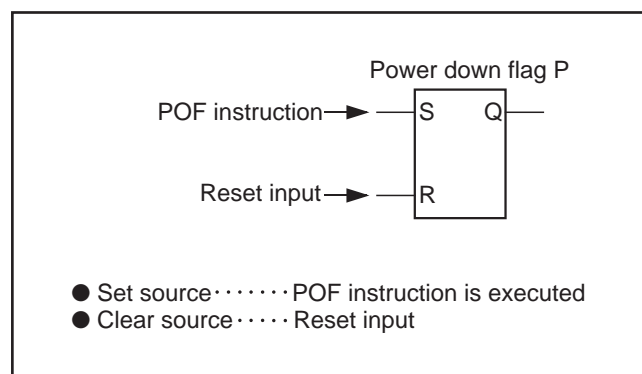 Power down flag P
POF instruction
S
Q
Reset input
R
● Set source·······POF instruction is executed
● Clear source·····Reset input